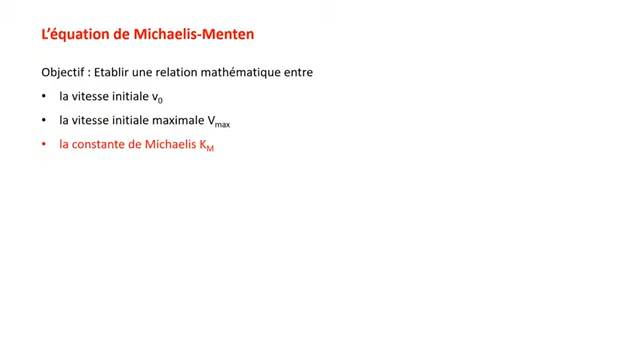 L'équation de Michaelis-Menten
Objectif : Etablir une relation mathématique entre
• la vitesse initiale v₀
• la vitesse initiale maximale Vmax
• la constante de Michaelis KM